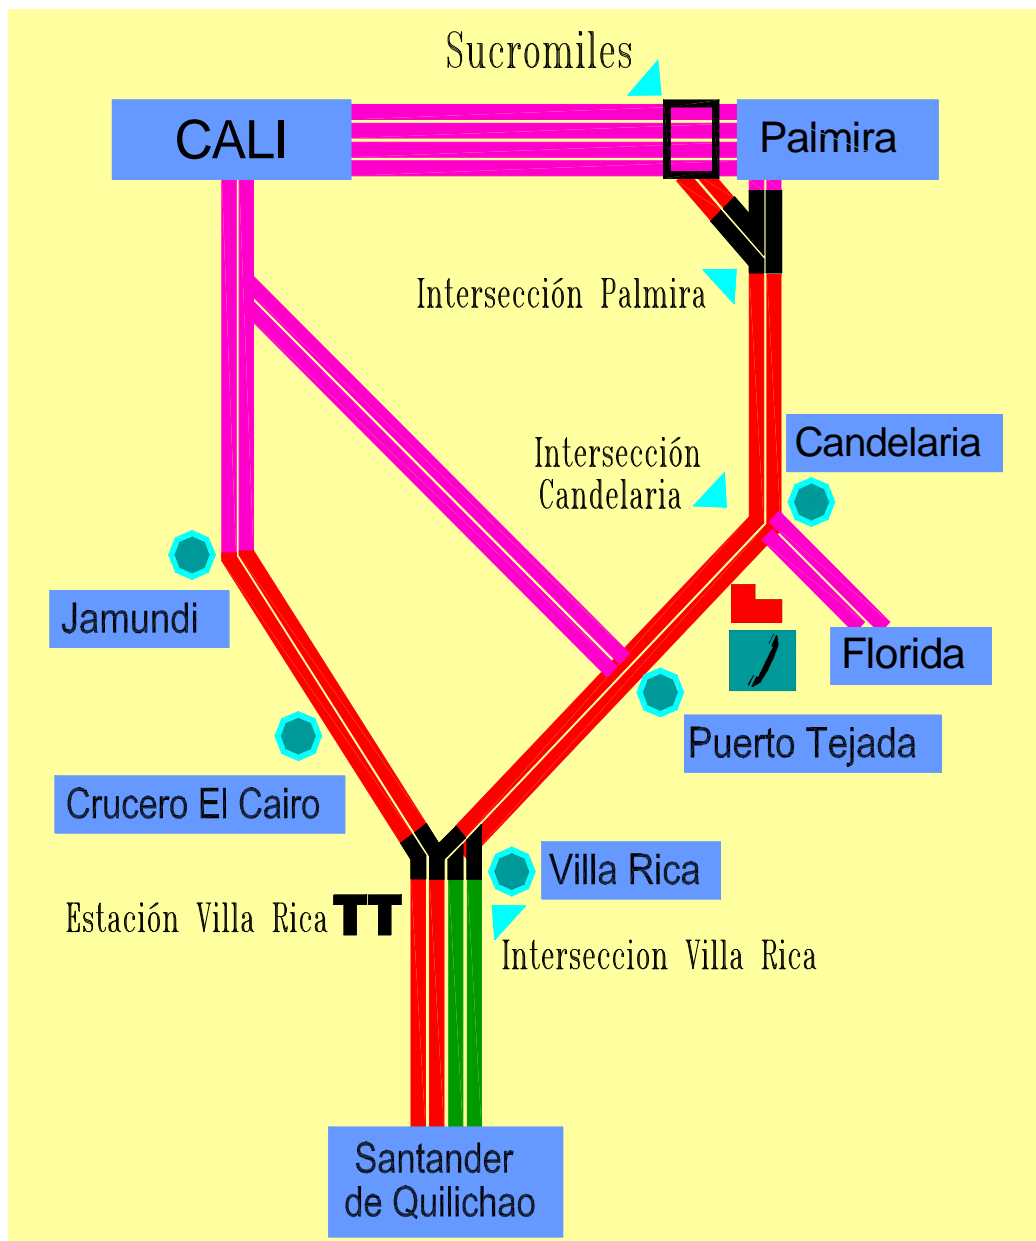 Sucromiles
CALI
Palmira
Intersección Palmira
Candelaria
Intersección
Candelaria
Jamundi
Florida
Puerto Tejada
Crucero El Cairo
Villa Rica
Estación Villa Rica
Interseccion Villa Rica
Santander
de Quilichao